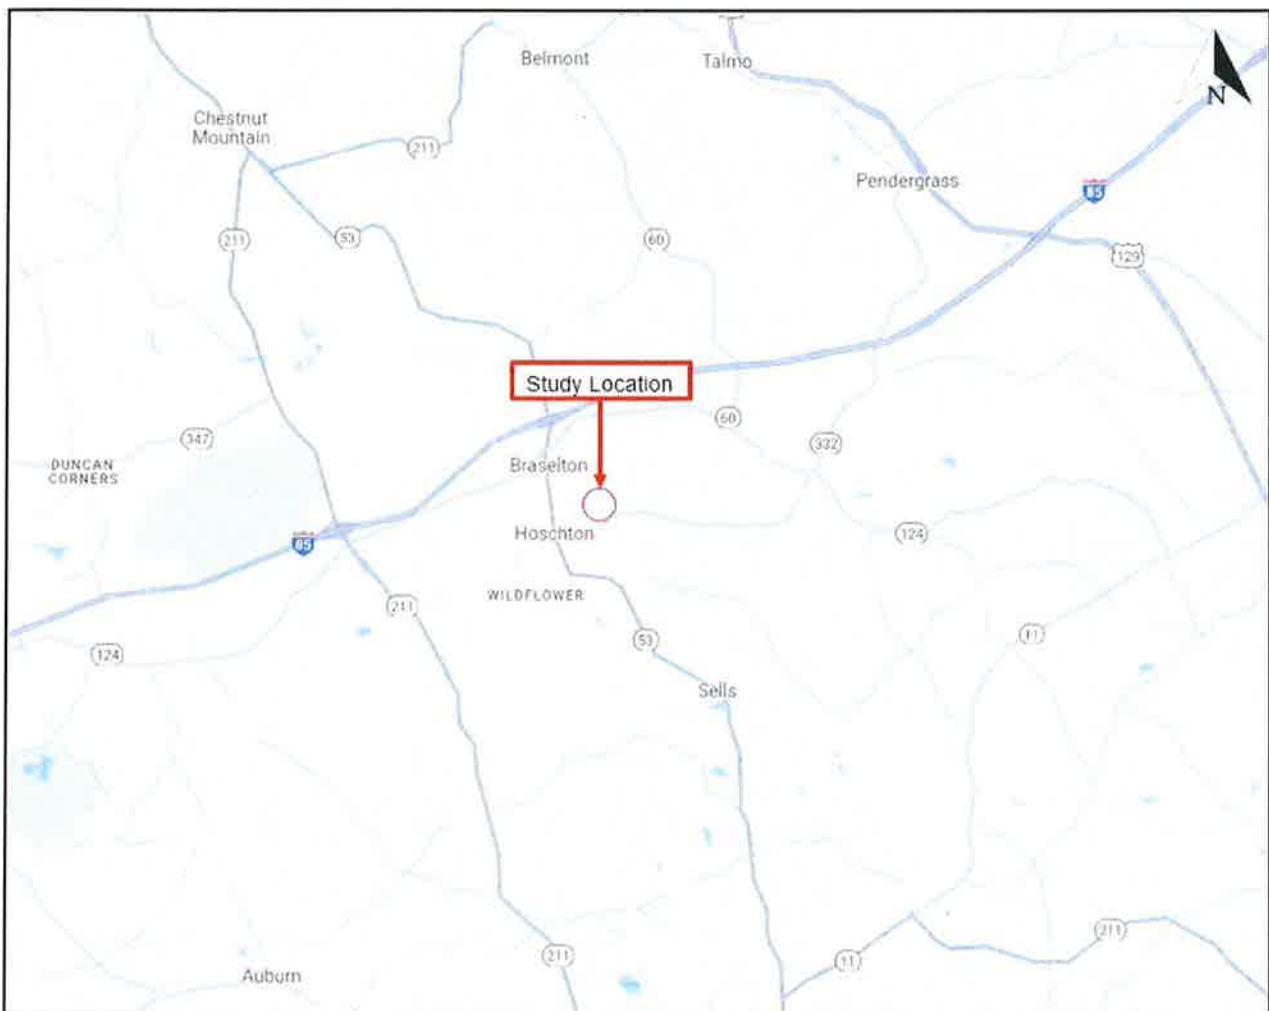 Belmont
Talmo
N
Chestnut
Mountain
211
Pendergrass
85
211
53
60
129
Study Location
60
347
332
DUNCAN
CORNERS
Braselton
Hoschton
124
85
WILDFLOWER
211
11
53
124
Sells
211
211
11
Auburn